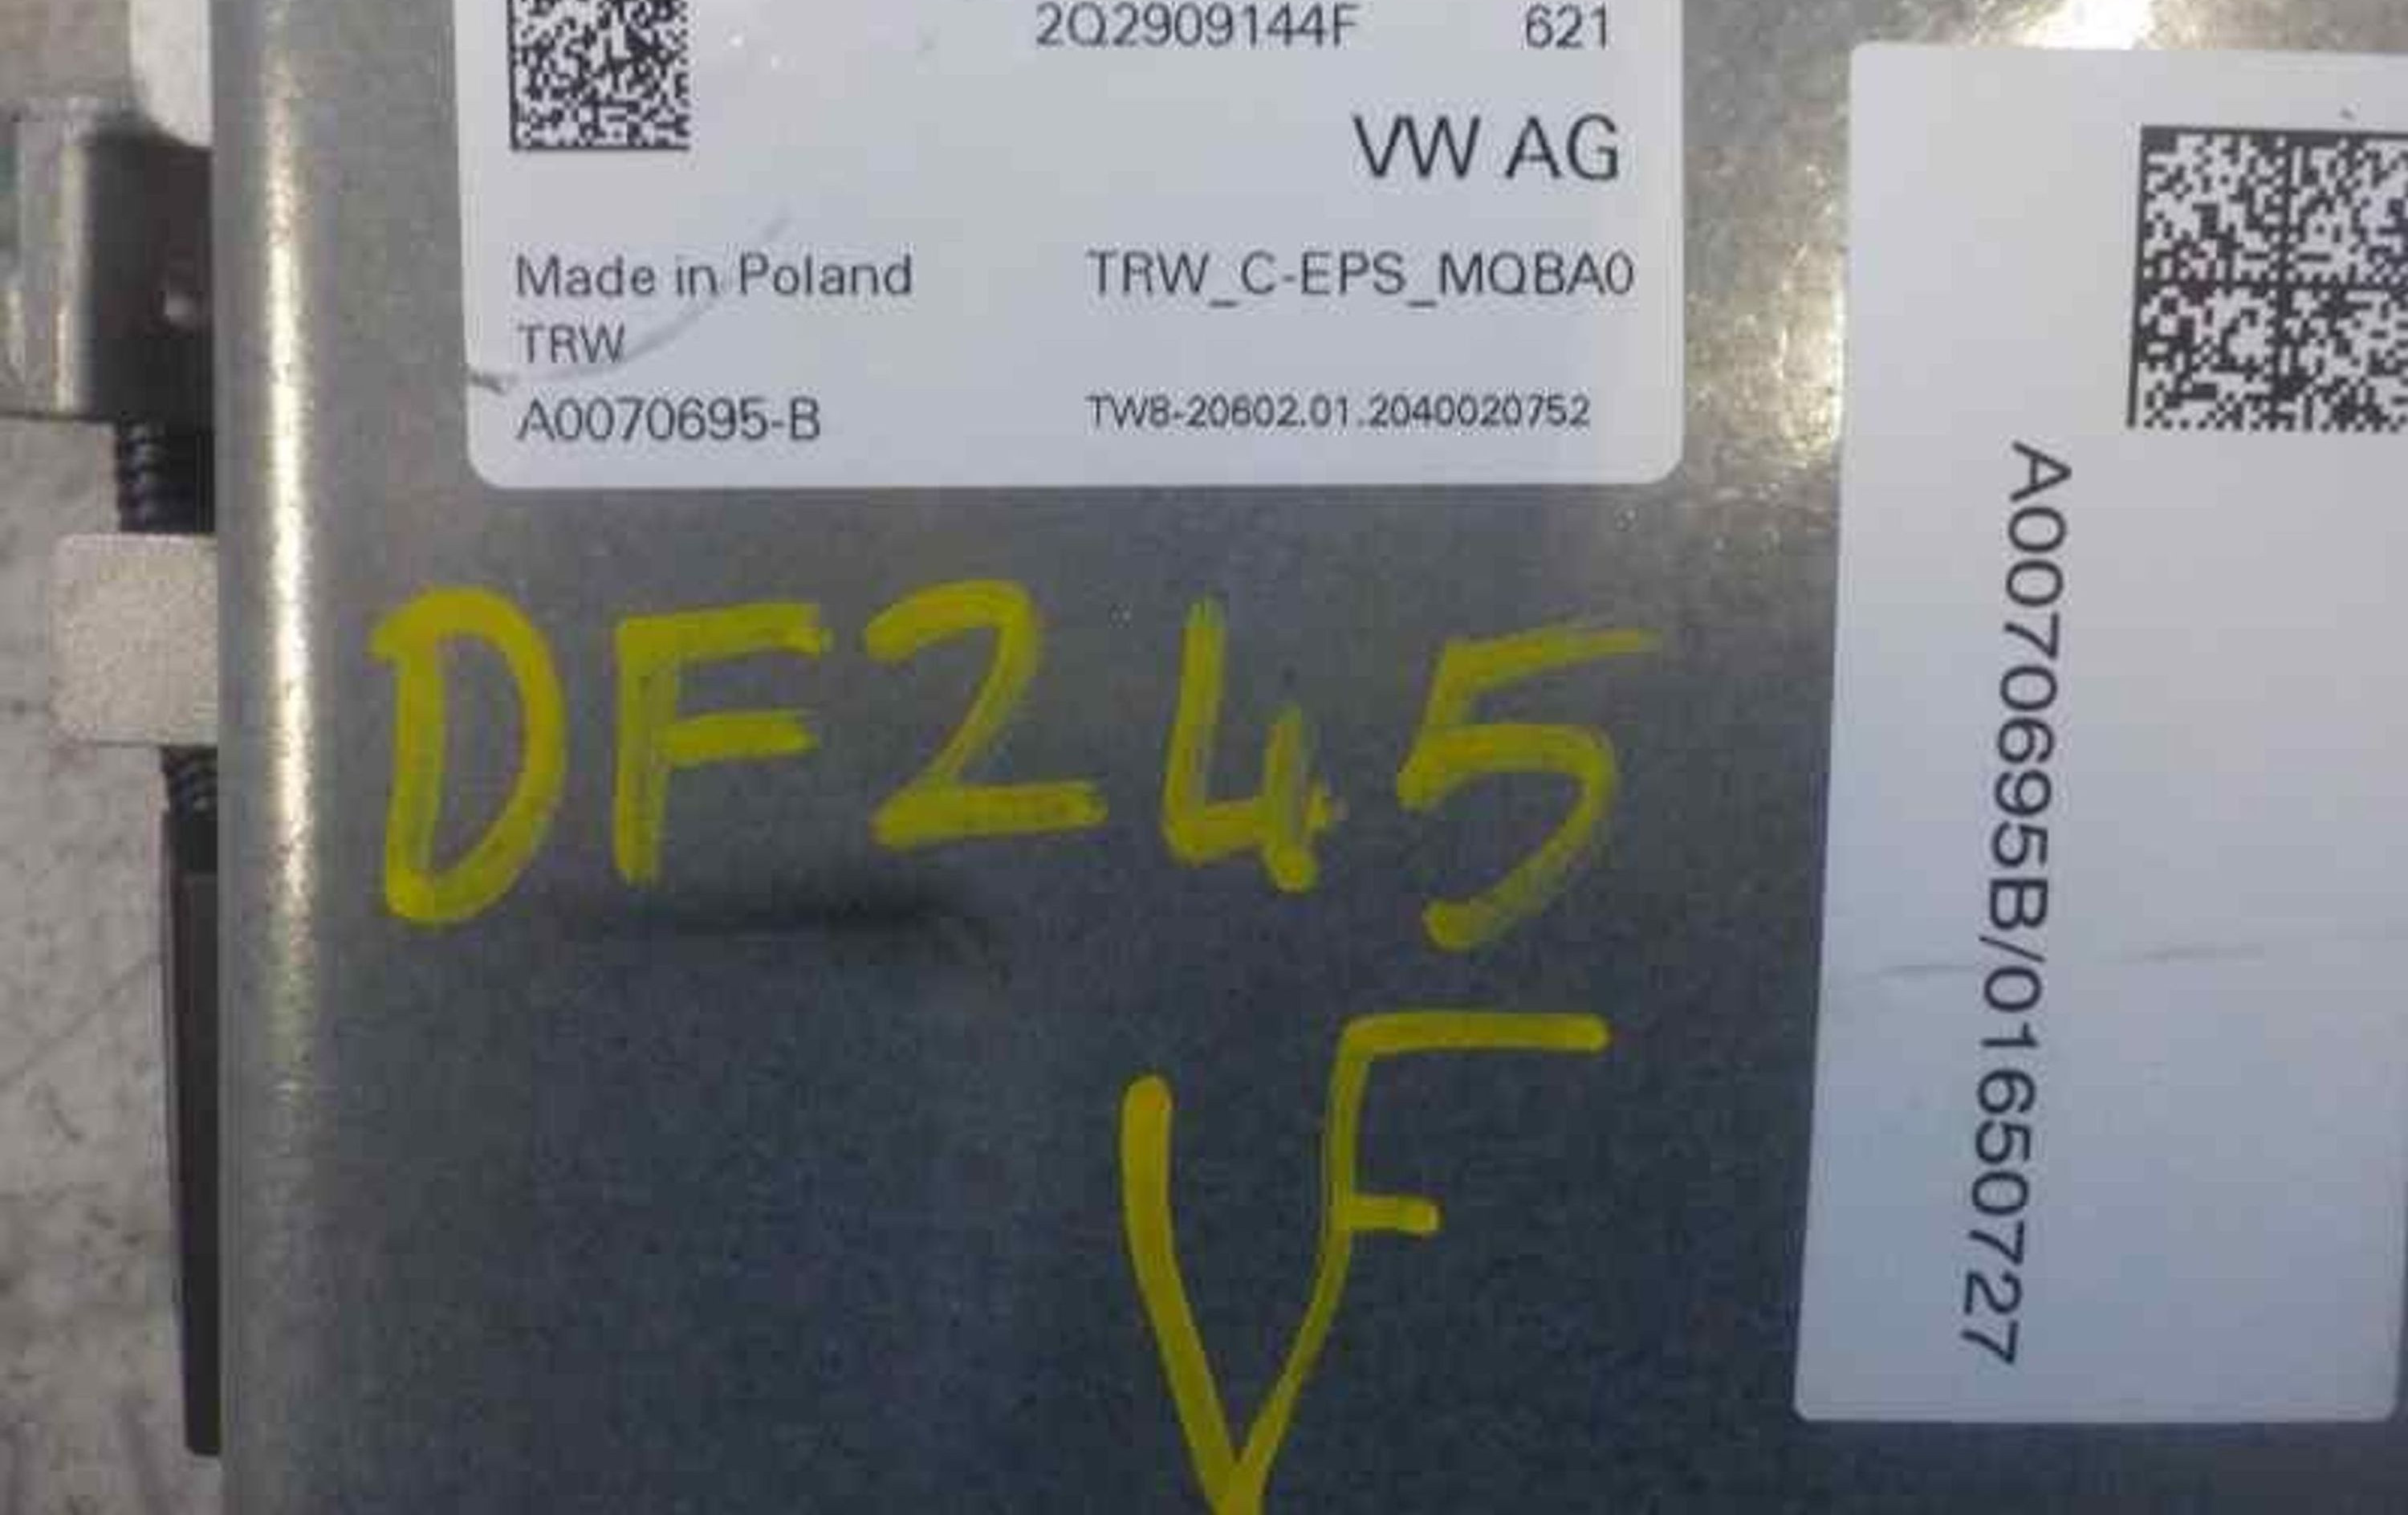 2Q2909144F 621
VW AG
Made in Poland TRW_C-EPS_MQBA0
TRW
A0070695-B TW8-20602.01.2040020752
DF245
VF
A0070695B/01650727